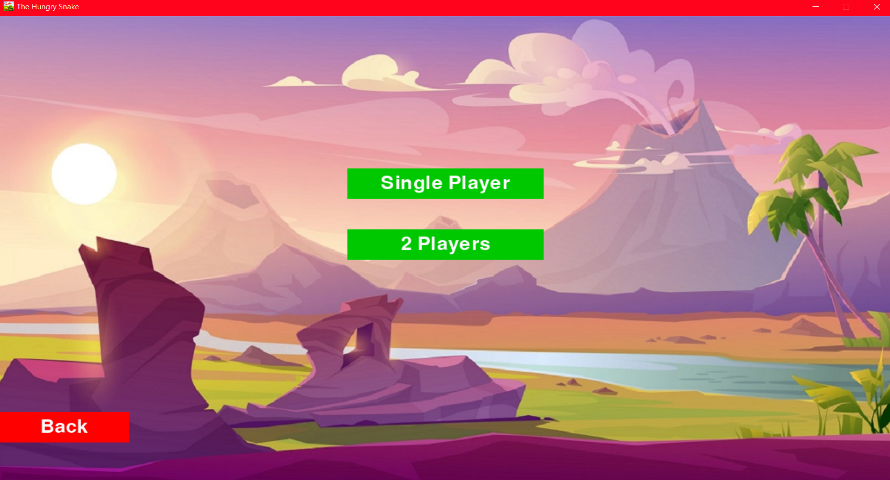 The Hungry Snake
Single Player
2 Players
Back